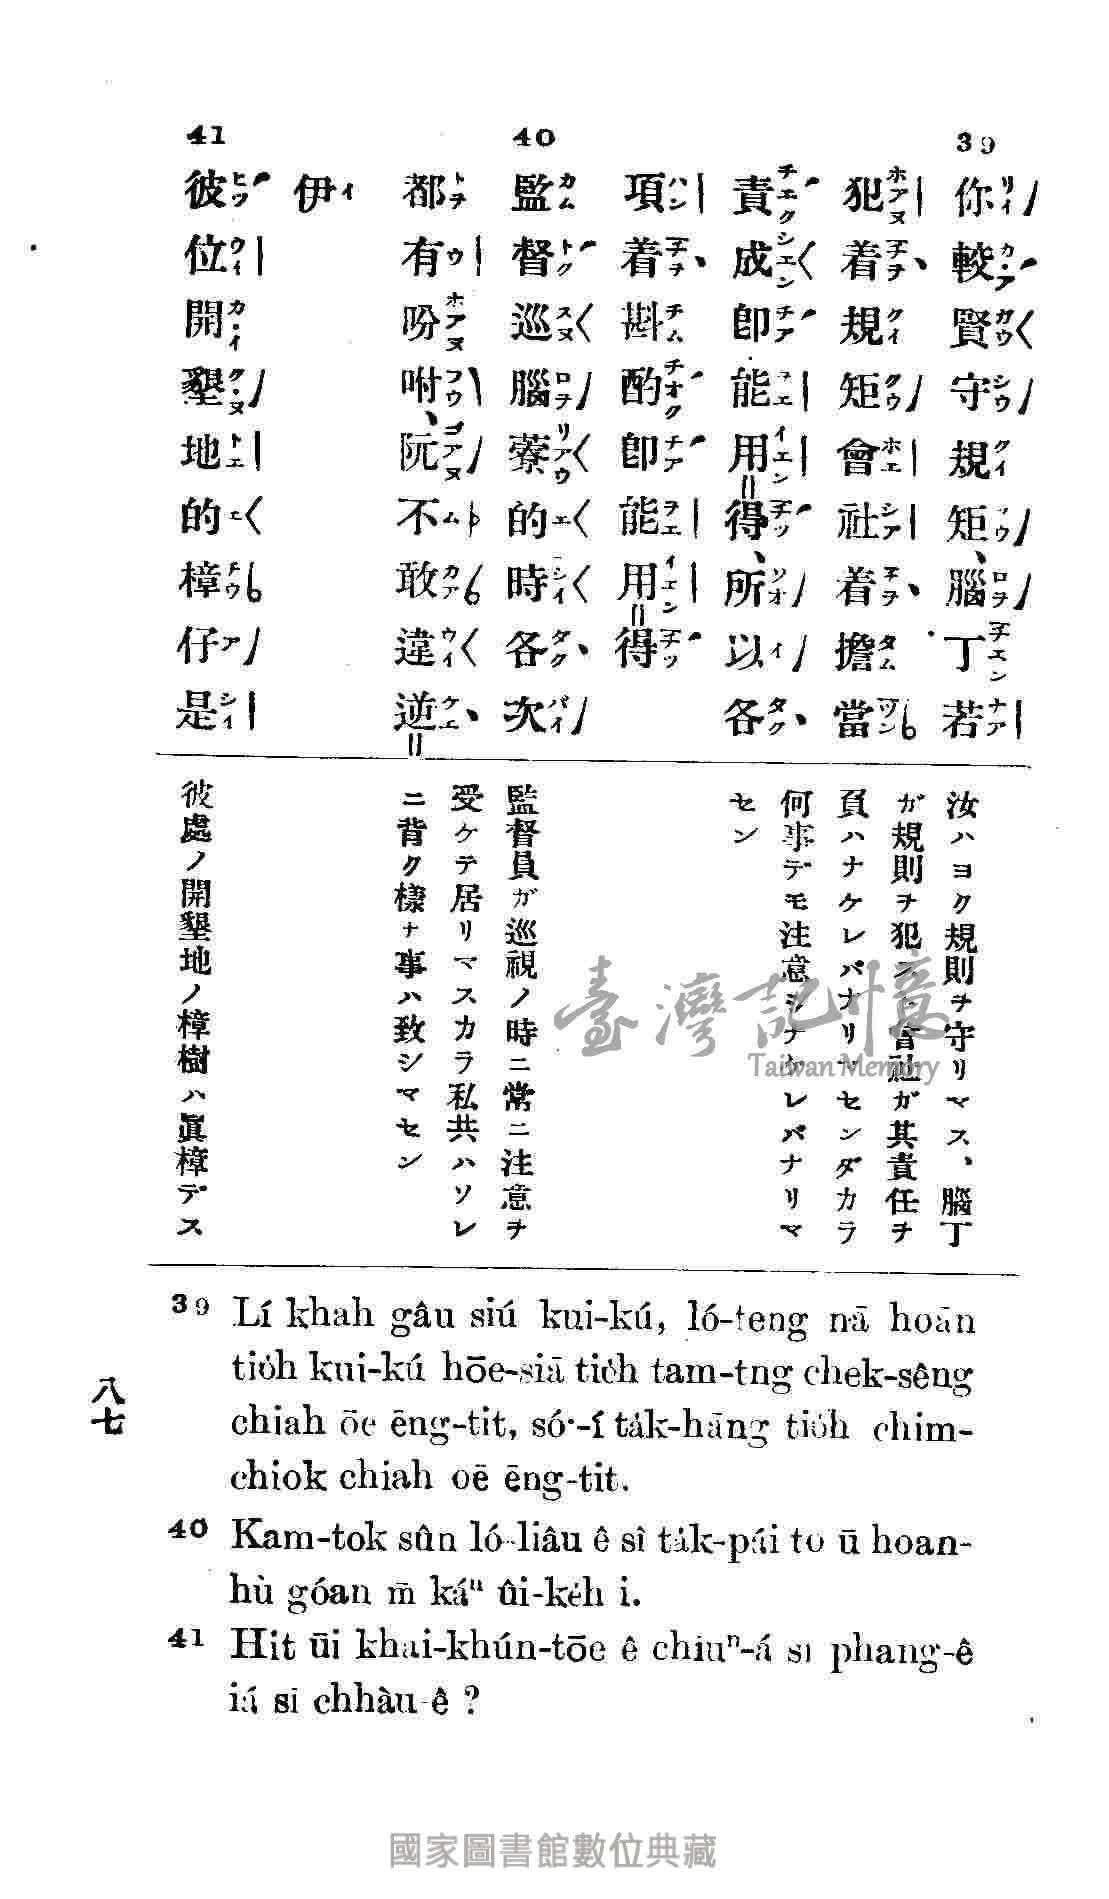 39
你較賢守規矩、腦丁若
犯着規矩會社着擔當
責成卽能用得、所以各
項着斟酌卽能用得
40
監督巡腦藔的時各次
都有吩咐、阮不敢違逆
伊
41
彼位開墾地的樟仔是
汝ハヨク規則ヲ守リマス、腦丁
ガ規則ヲ犯スト會社ガ其責任ヲ
負ハナケレバナリマセンダカラ
何事デモ注意シナケレバナリマ
セン
監督員ガ巡視ノ時ニ常ニ注意ヲ
受ケテ居リマスカラ私共ハソレ
ニ背ク樣ナ事ハ致シマセン
彼處ノ開墾地ノ樟樹ハ眞樟デス
39 Lí khah gâu siú kui-kú, ló-teng nā hoān
tio̍h kui-kú hōe-siā tio̍h tam-tng chek-sêng
chiah ōe ēng-tit, só·-í ta̍k-hāng tio̍h chim-
chiok chiah oē ēng-tit.
40 Kam-tok sûn ló-liâu ê sî ta̍k-pái to ū hoan-
hù góan m̄ káⁿ ûi-ke̍h i.
41 Hit ūi khai-khún-tōe ê chiuⁿ-á sī phang-ê
iá sī chhàu-ê ?
八七
臺灣記憶
Taiwan Memory
國家圖書館數位典藏